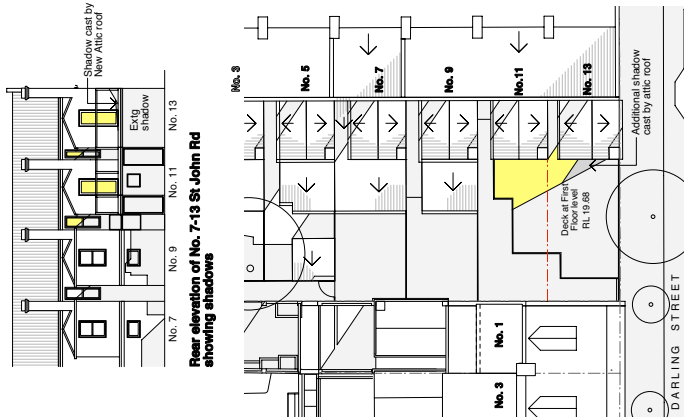 Shadow cast by
New Attic roof
Extg
shadow
No. 7
No. 9
No. 11
No. 13
Rear elevation of No. 7-13 St John Rd
showing shadows
No. 3
No. 5
No. 7
No. 9
No.11
No. 13
Additional shadow
cast by attic roof
Deck at First
Floor level
RL 19.68
No. 1
No. 3
DARLING STREET